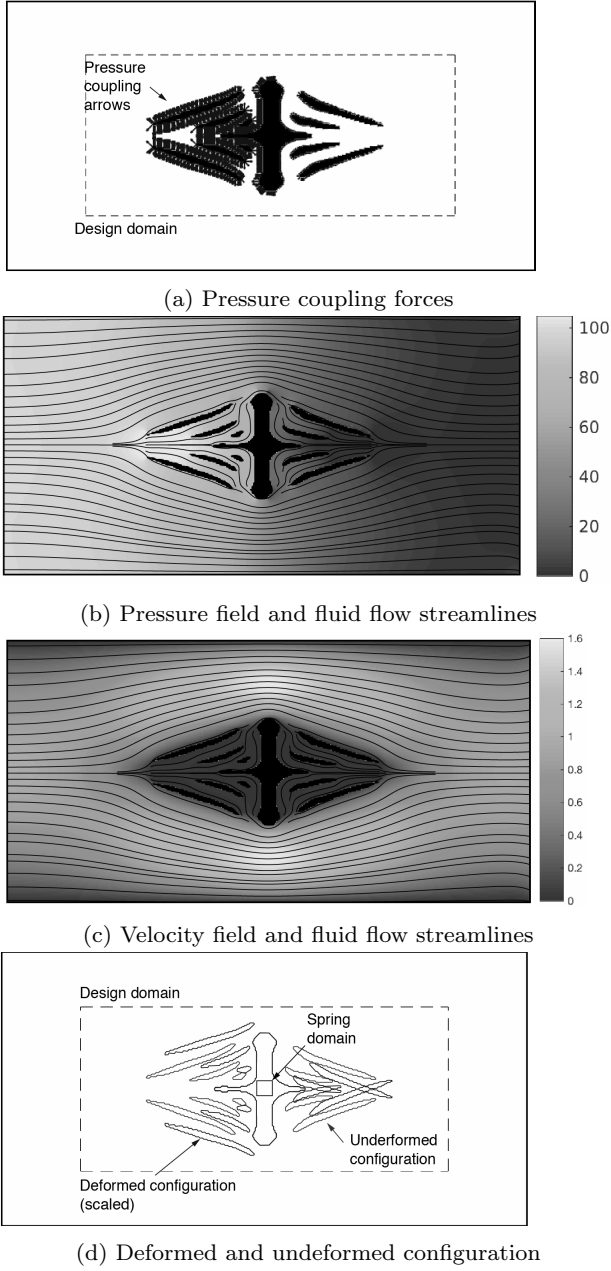 Pressure
coupling
arrows
Design domain
(a) Pressure coupling forces
100
80
60
40
20
0
(b) Pressure field and fluid flow streamlines
1.6
1.4
1.2
1
0.8
0.6
0.4
0.2
0
(c) Velocity field and fluid flow streamlines
Design domain
Spring
domain
Underformed
configuration
Deformed configuration
(scaled)
(d) Deformed and undeformed configuration